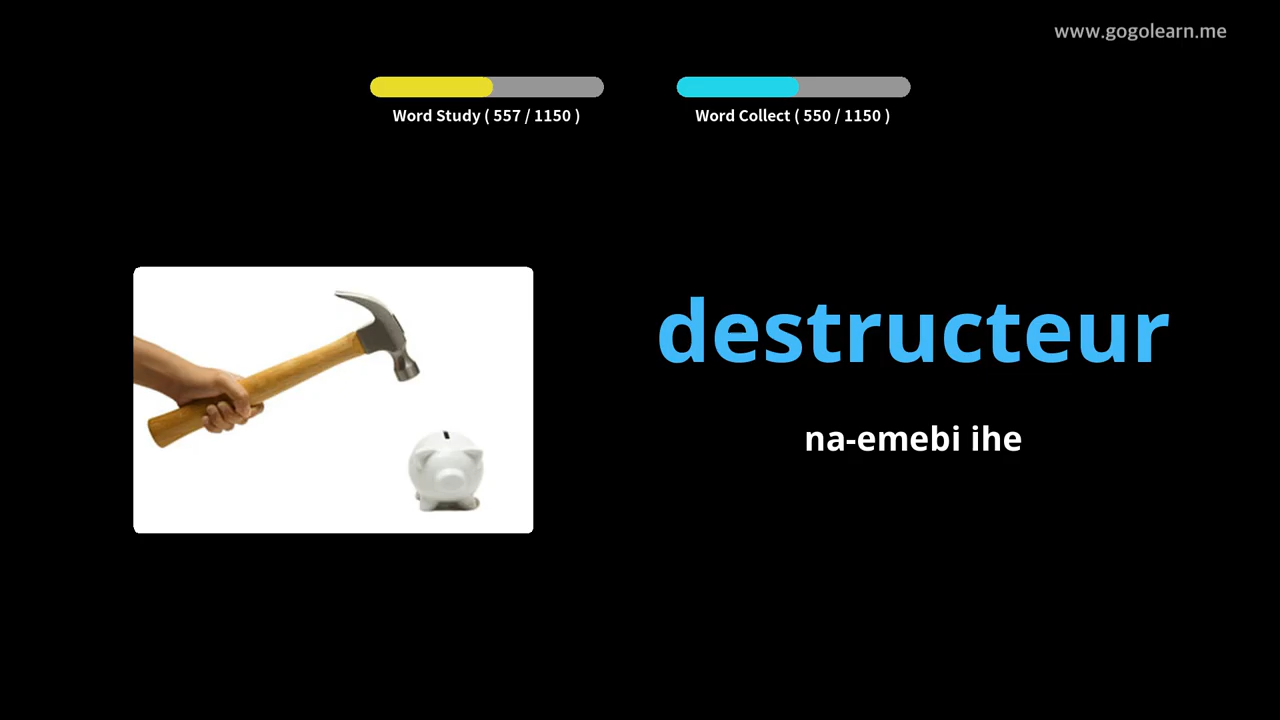 www.gogolearn.me
Word Study ( 557 / 1150 )
Word Collect ( 550 / 1150 )
destructeur
na-emebi ihe